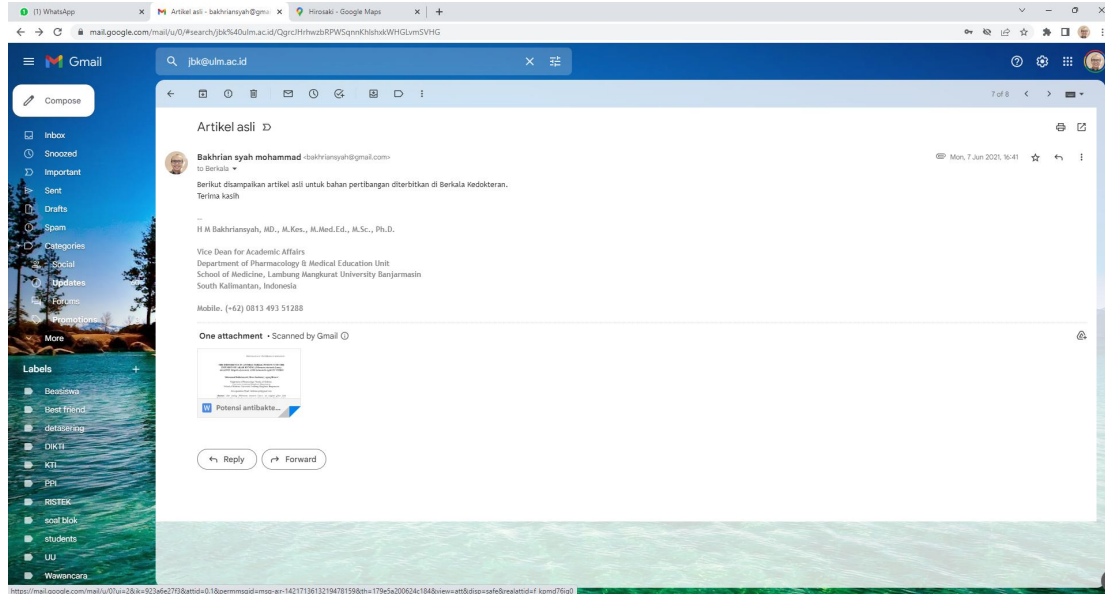 (1) WhatsApp
Artikel asli - bakhriansyah@gma
Hirosaki - Google Maps
mail.google.com/mail/u/0/#search/jbk%40ulm.ac.id/QgrcJHrhwzbRPWSqnnKhlshxkWHGLvmSVHG
Gmail
jbk@ulm.ac.id
Compose
7 of 8
Inbox
Snoozed
Important
Sent
Drafts
Spam
Categories
Social
Updates
Forums
Promotions
More
Labels
Beasiswa
Best friend
detasering
DIKTI
KTI
PPI
RISTEK
soal blok
students
UU
Wawancara
Artikel asli
Bakhrian syah mohammad <bakhriansyah@gmail.com>
Mon, 7 Jun 2021, 16:41
to Berkala
Berikut disampaikan artikel asli untuk bahan pertibangan diterbitkan di Berkala Kedokteran.
Terima kasih
--
H M Bakhriansyah, MD., M.Kes., M.Med.Ed., M.Sc., Ph.D.
Vice Dean for Academic Affairs
Department of Pharmacology & Medical Education Unit
School of Medicine, Lambung Mangkurat University Banjarmasin
South Kalimantan, Indonesia
Mobile. (+62) 0813 493 51288
One attachment • Scanned by Gmail
W Potensi antibakte...
Reply
Forward